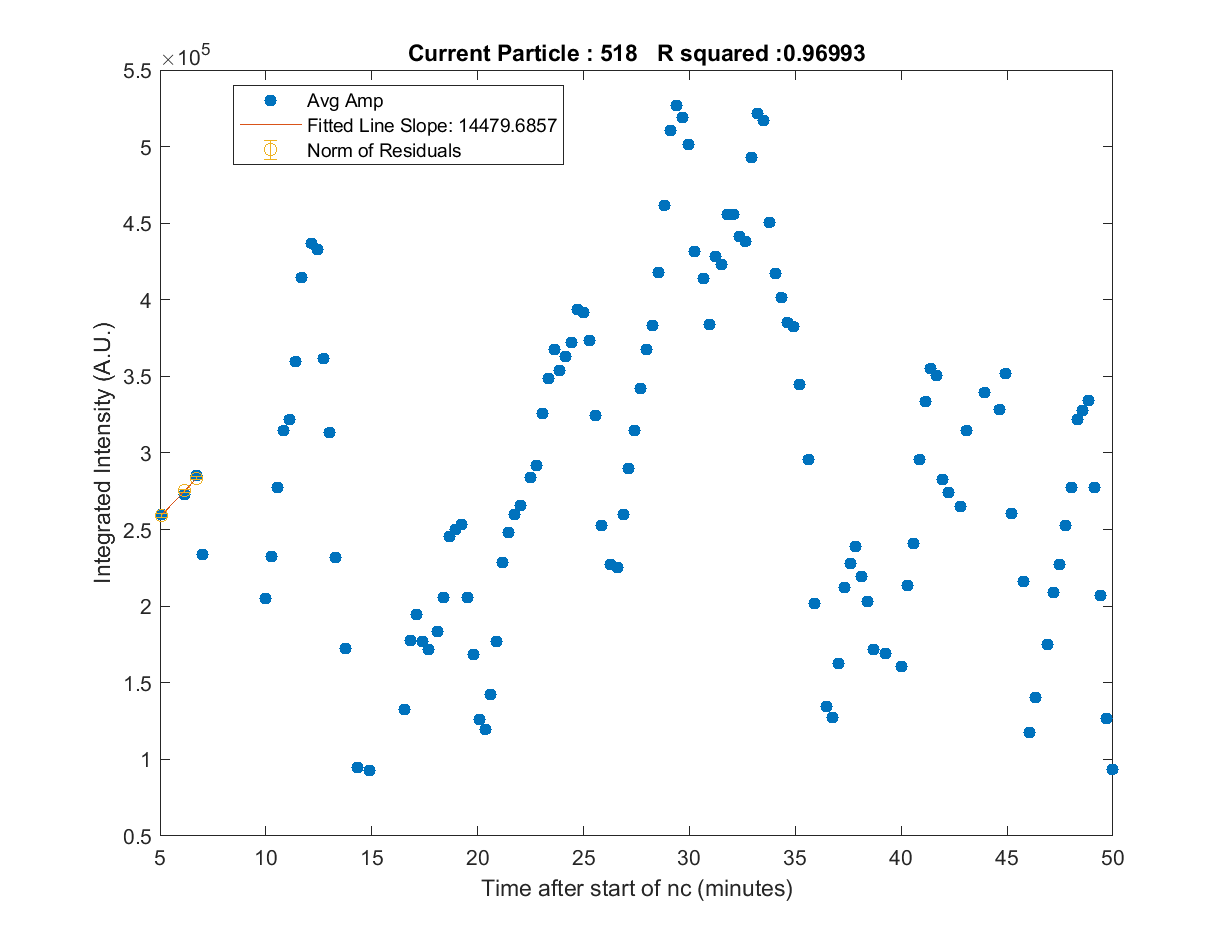 Current Particle : 518 R squared :0.96993
×10^5
5.5
5
4.5
4
3.5
3
2.5
2
1.5
1
0.5
Avg Amp
Fitted Line Slope: 14479.6857
Norm of Residuals
Integrated Intensity (A.U.)
5 10 15 20 25 30 35 40 45 50
Time after start of nc (minutes)